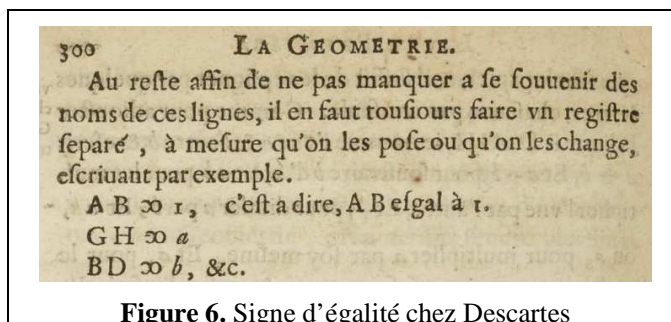 300 LA GEOMETRIE.
Au reſte affin de ne pas manquer a ſe ſouuenir des
noms de ces lignes, il en faut touſiours faire vn regiſtre
ſeparé , à meſure qu'on les poſe ou qu'on les change,
eſcriuant par exemple.
A B ꝏ 1, c'eſt a dire, A B eſgal à 1.
G H ꝏ a
B D ꝏ b, &c.
Figure 6. Signe d'égalité chez Descartes